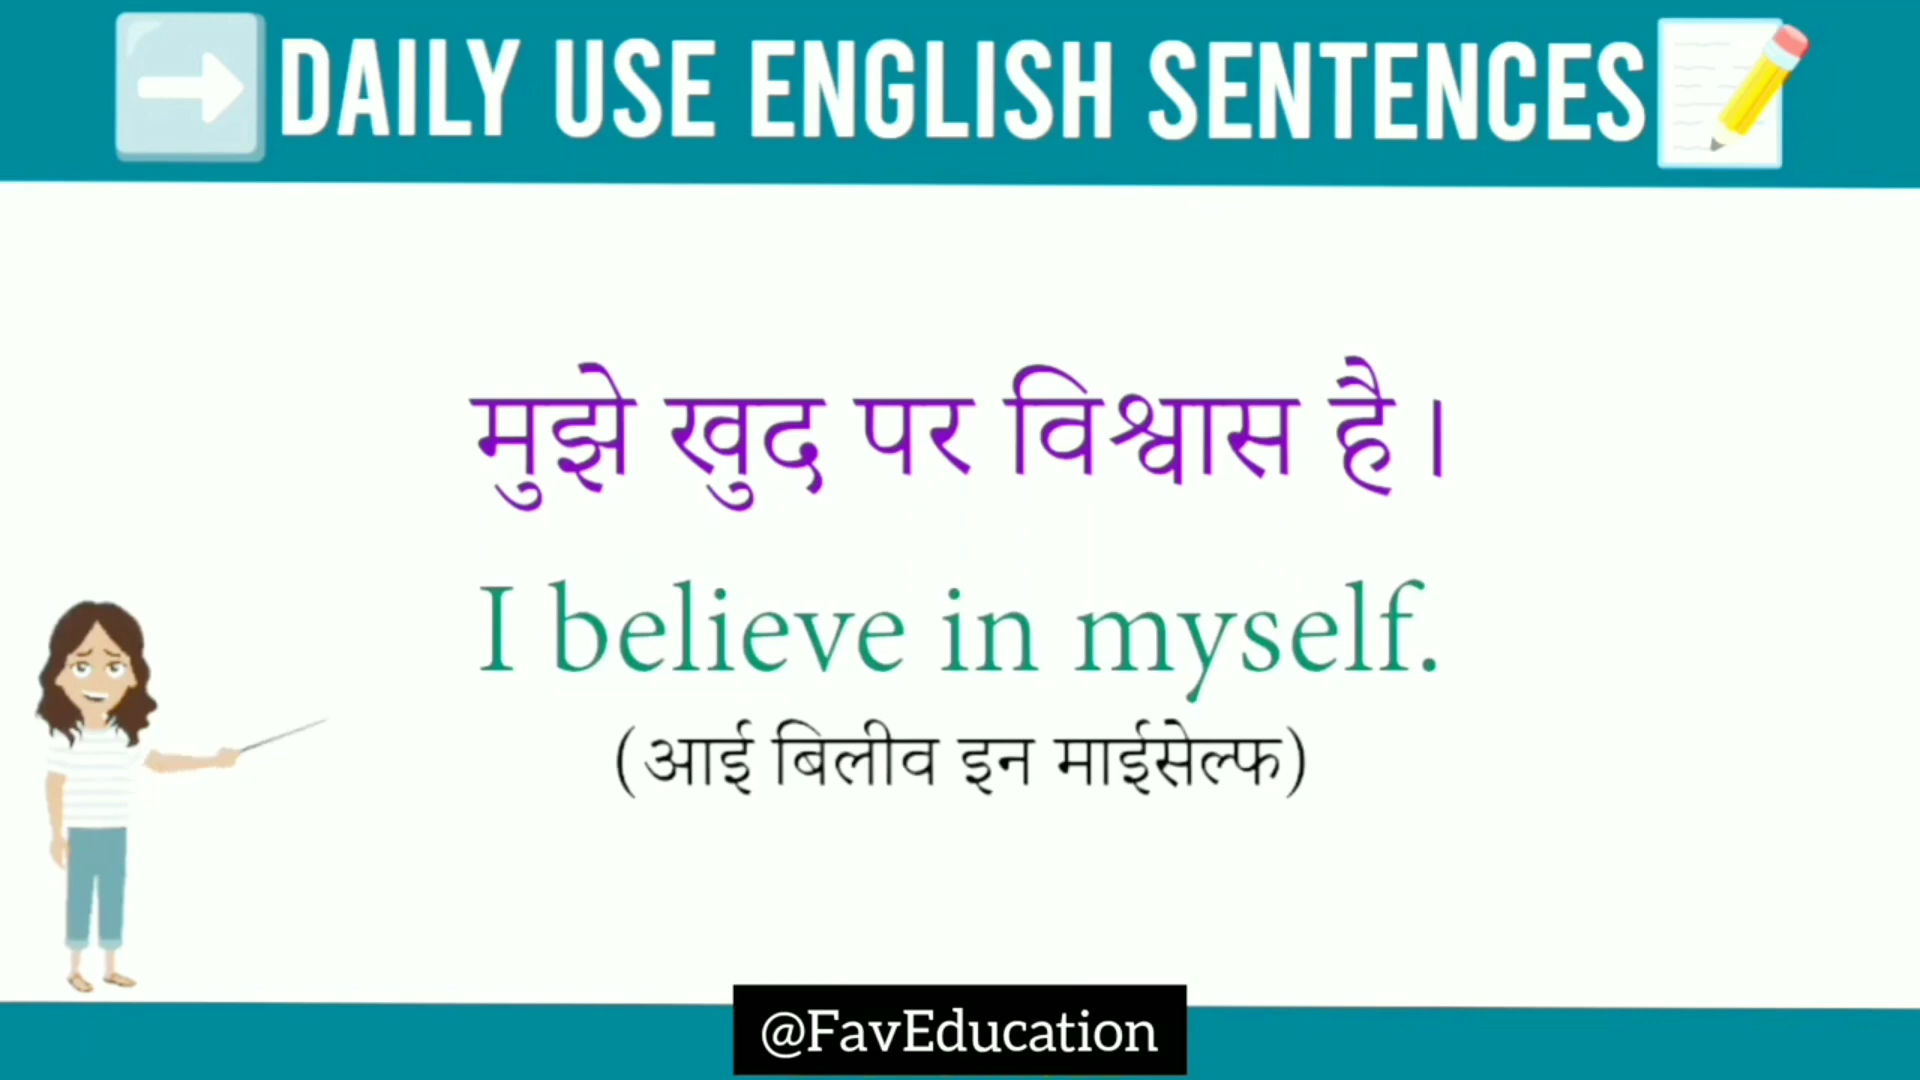 DAILY USE ENGLISH SENTENCES
मुझे खुद पर विश्वास है।
I believe in myself.
(आई बिलीव इन माईसेल्फ)
@FavEducation